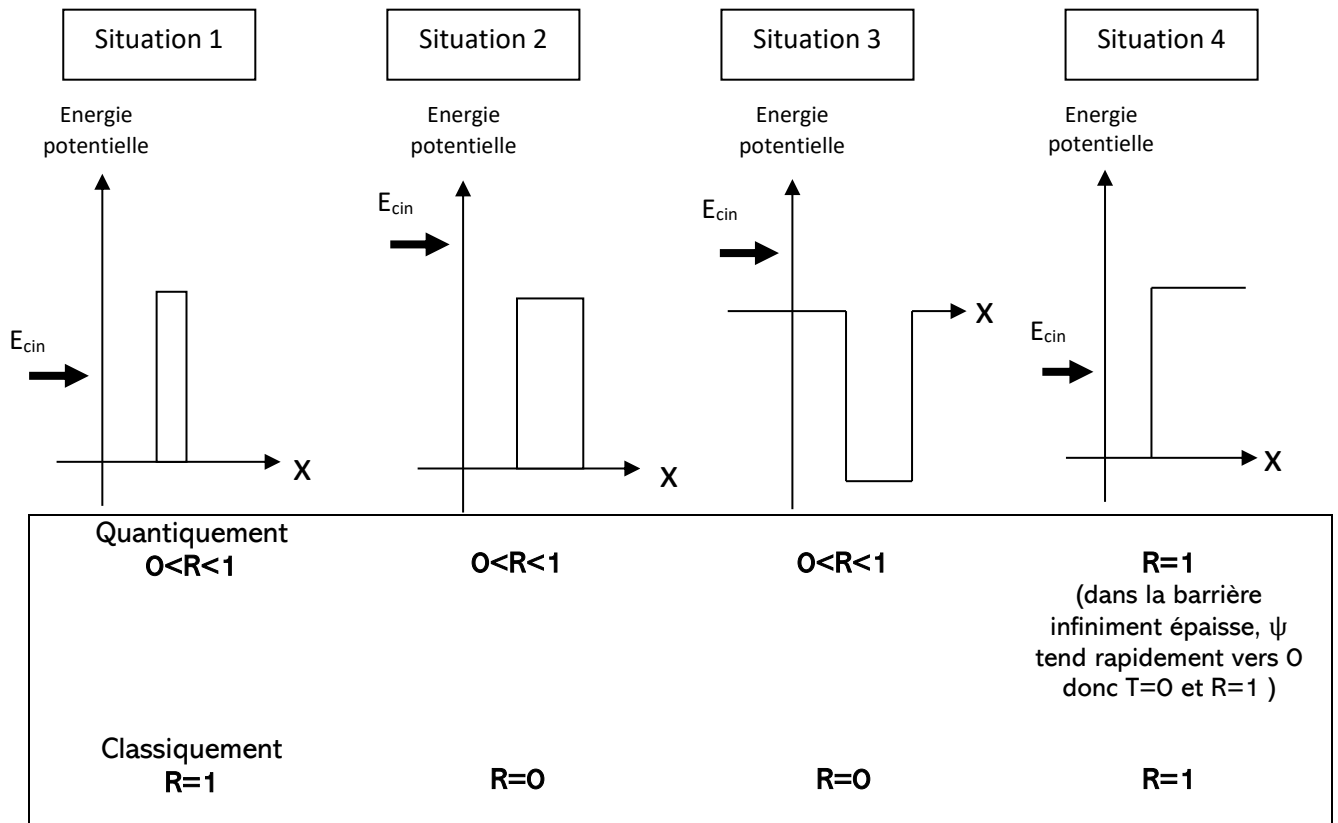 Situation 1
Situation 2
Situation 3
Situation 4
Energie
potentielle
Energie
potentielle
Energie
potentielle
Energie
potentielle
Ecin
Ecin
Ecin
Ecin
X
X
X
X
Quantiquement
0<R<1
0<R<1
0<R<1
R=1
(dans la barrière
infiniment épaisse, ψ
tend rapidement vers 0
donc T=0 et R=1 )
Classiquement
R=1
R=0
R=0
R=1